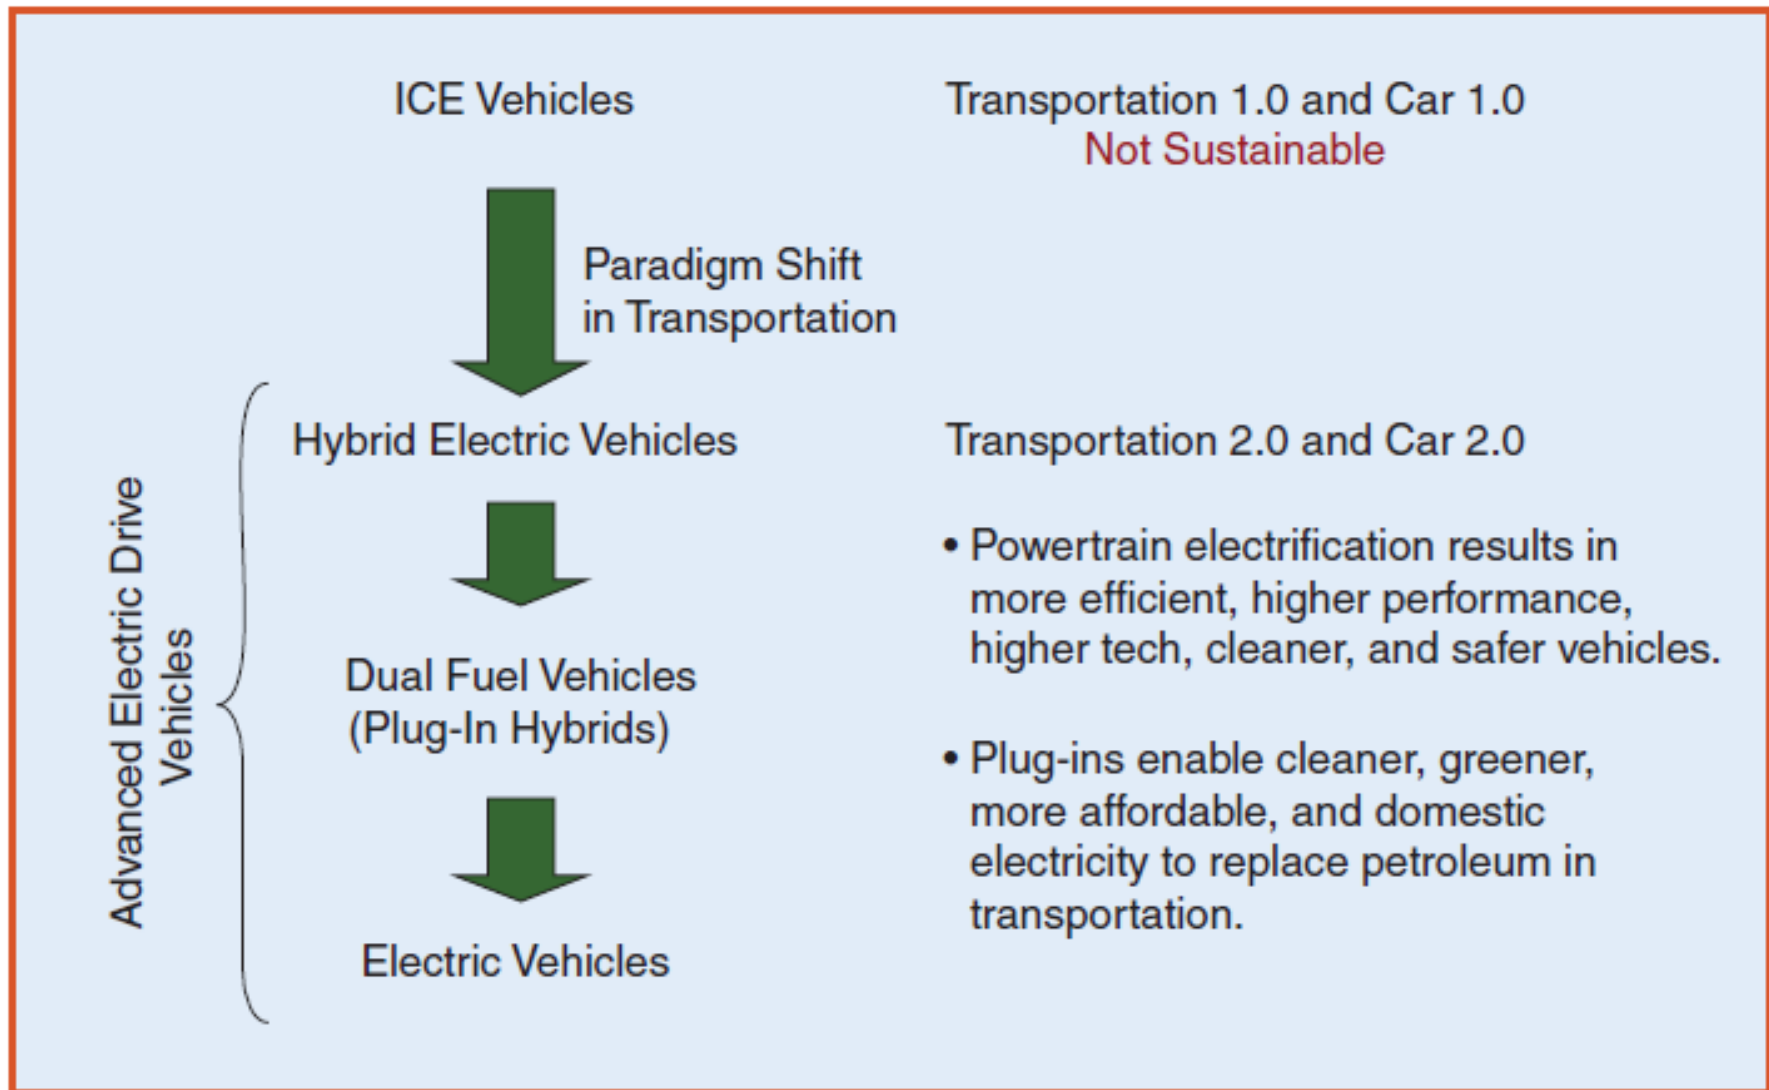 ICE Vehicles
Transportation 1.0 and Car 1.0
Not Sustainable
Paradigm Shift
in Transportation
Advanced Electric Drive
Vehicles
Hybrid Electric Vehicles
Transportation 2.0 and Car 2.0
• Powertrain electrification results in
more efficient, higher performance,
higher tech, cleaner, and safer vehicles.
Dual Fuel Vehicles
(Plug-In Hybrids)
• Plug-ins enable cleaner, greener,
more affordable, and domestic
electricity to replace petroleum in
transportation.
Electric Vehicles